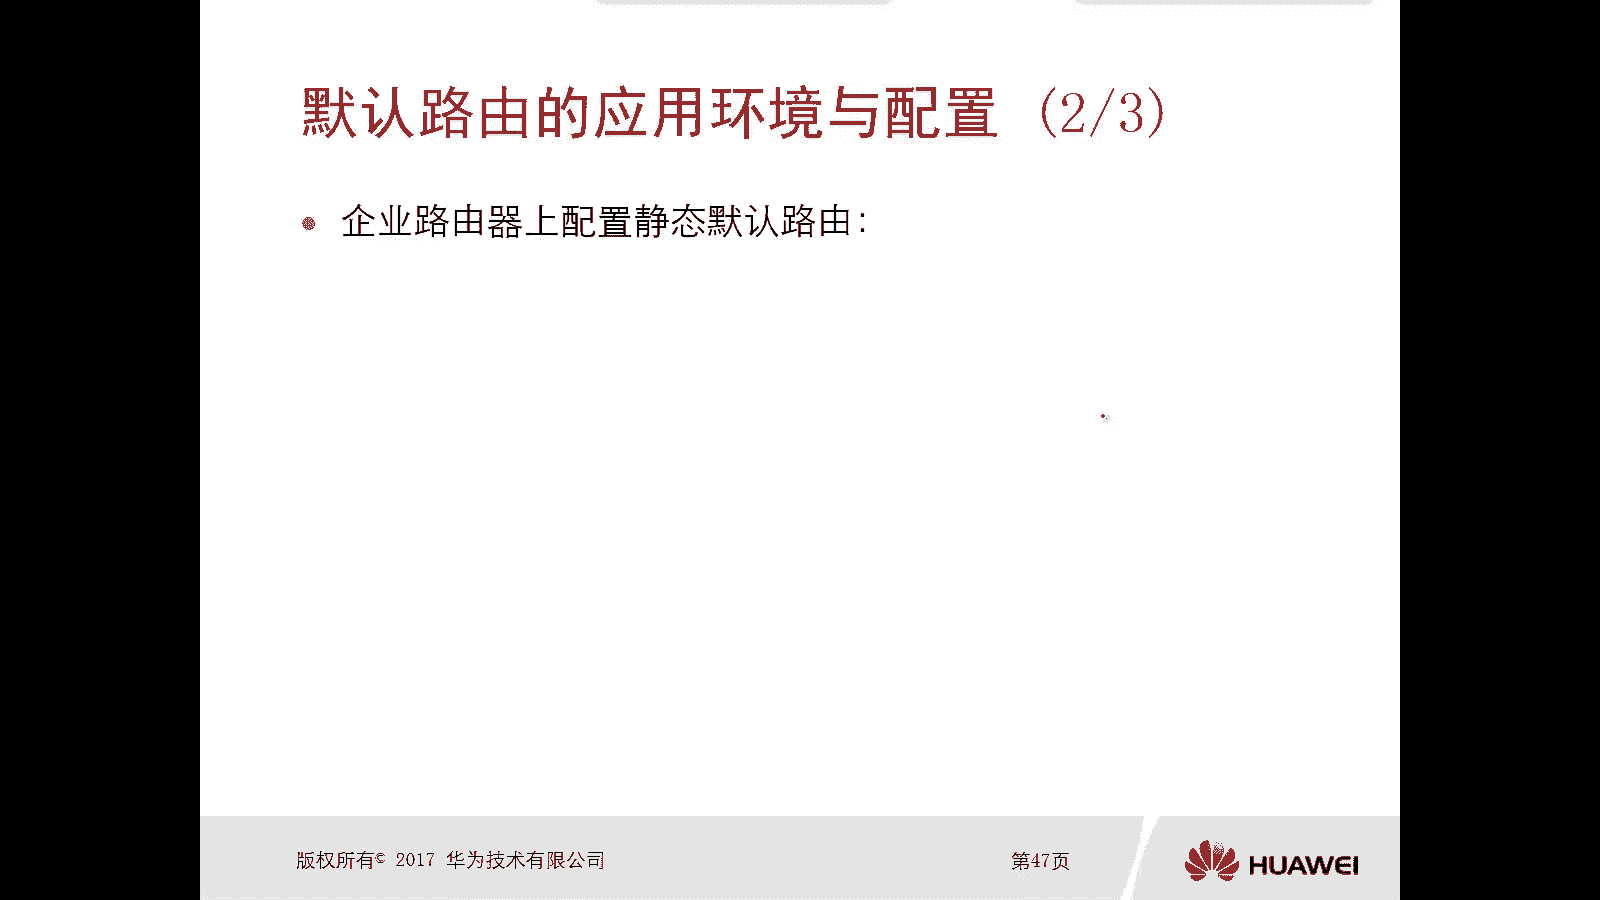 默认路由的应用环境与配置 (2/3)
企业路由器上配置静态默认路由：
版权所有© 2017 华为技术有限公司
第47页
HUAWEI